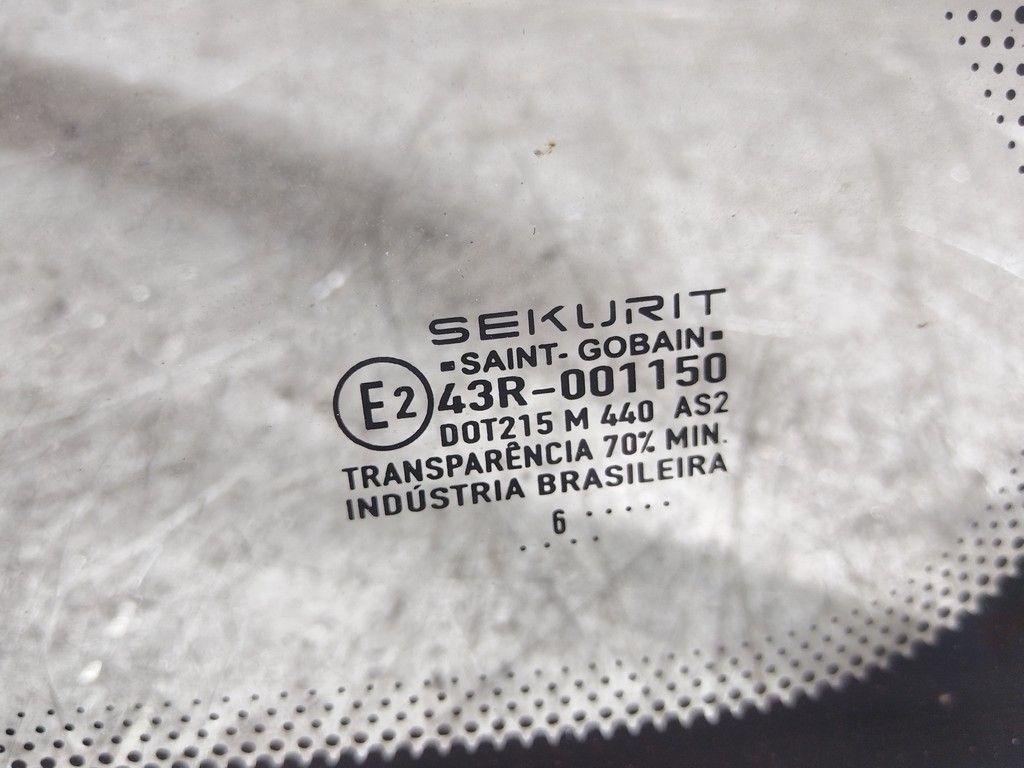 SEKURIT
▪SAINT- GOBAIN▪
E2 43R-001150
DOT215 M 440 AS2
TRANSPARÊNCIA 70% MIN.
INDÚSTRIA BRASILEIRA
6 .....
. . . .